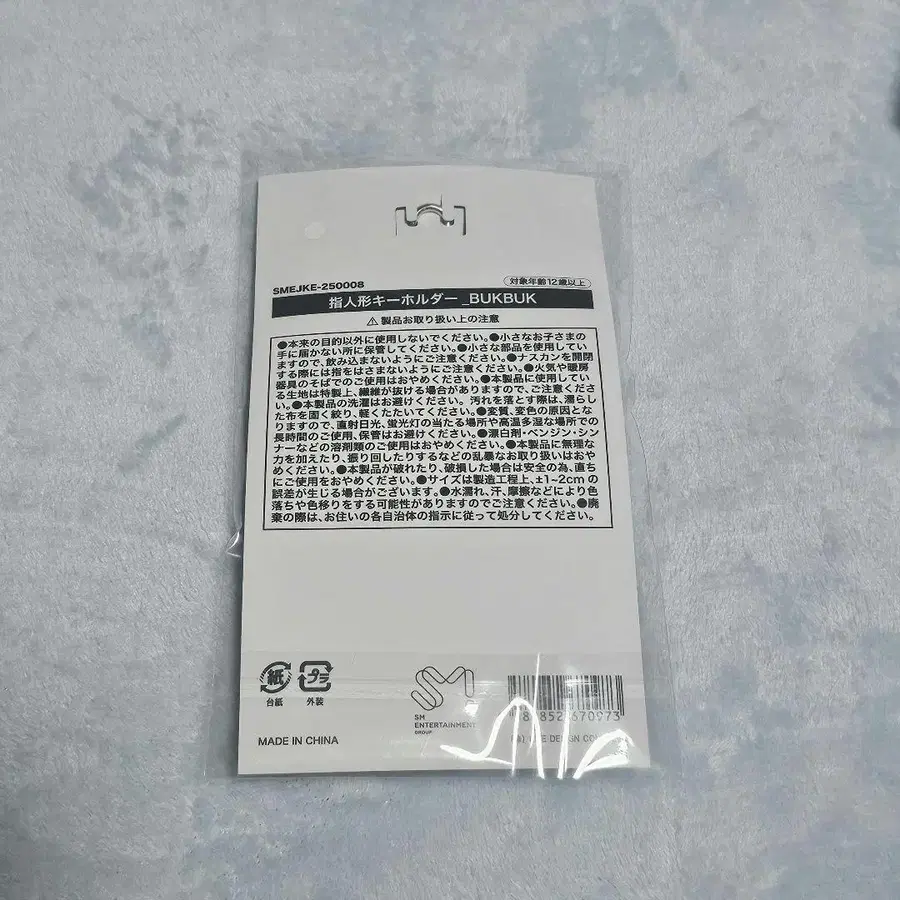 SMEJKE-250008
対象年齢12歳以上
指人形キーホルダー _BUKBUK
⚠製品お取り扱い上の注意
●本来の目的以外に使用しないでください。●小さなお子さまの
手に届かない所に保管してください。●小さな部品を使用してい
ますので、飲み込まないようにご注意ください。●ナスカンを開閉
する際には指をはさまないようにご注意ください。●火気や暖房
器具のそばでのご使用はおやめください。●本製品に使用してい
る生地は特製上、繊維が抜ける場合がありますので、ご注意くださ
い。●本製品の洗濯はお避けください。 汚れを落とす際は、濡らし
た布を固く絞り、軽くたたいてください。●変質、変色の原因とな
りますので、直射日光、蛍光灯の当たる場所や高温多湿な場所での
長時間のご使用、保管はお避けください。●漂白剤・ベンジン・シン
ナーなどの溶剤類のご使用はおやめください。●本製品に無理な
力を加えたり、振り回したりするなどの乱暴なお取り扱いはおや
めください。●本製品が破れたり、破損した場合は安全の為、直ち
にご使用をおやめください。●サイズは製造工程上、±1~2cmの
誤差が生じる場合がございます。●水濡れ、汗、摩擦などにより色
落ちや色移りをする可能性がありますのでご注意ください。●廃
棄の際は、お住いの各自治体の指示に従って処分してください。
紙
台紙
プラ
外装
SM
ENTERTAINMENT
GROUP
670973
MADE IN CHINA
DESIGN